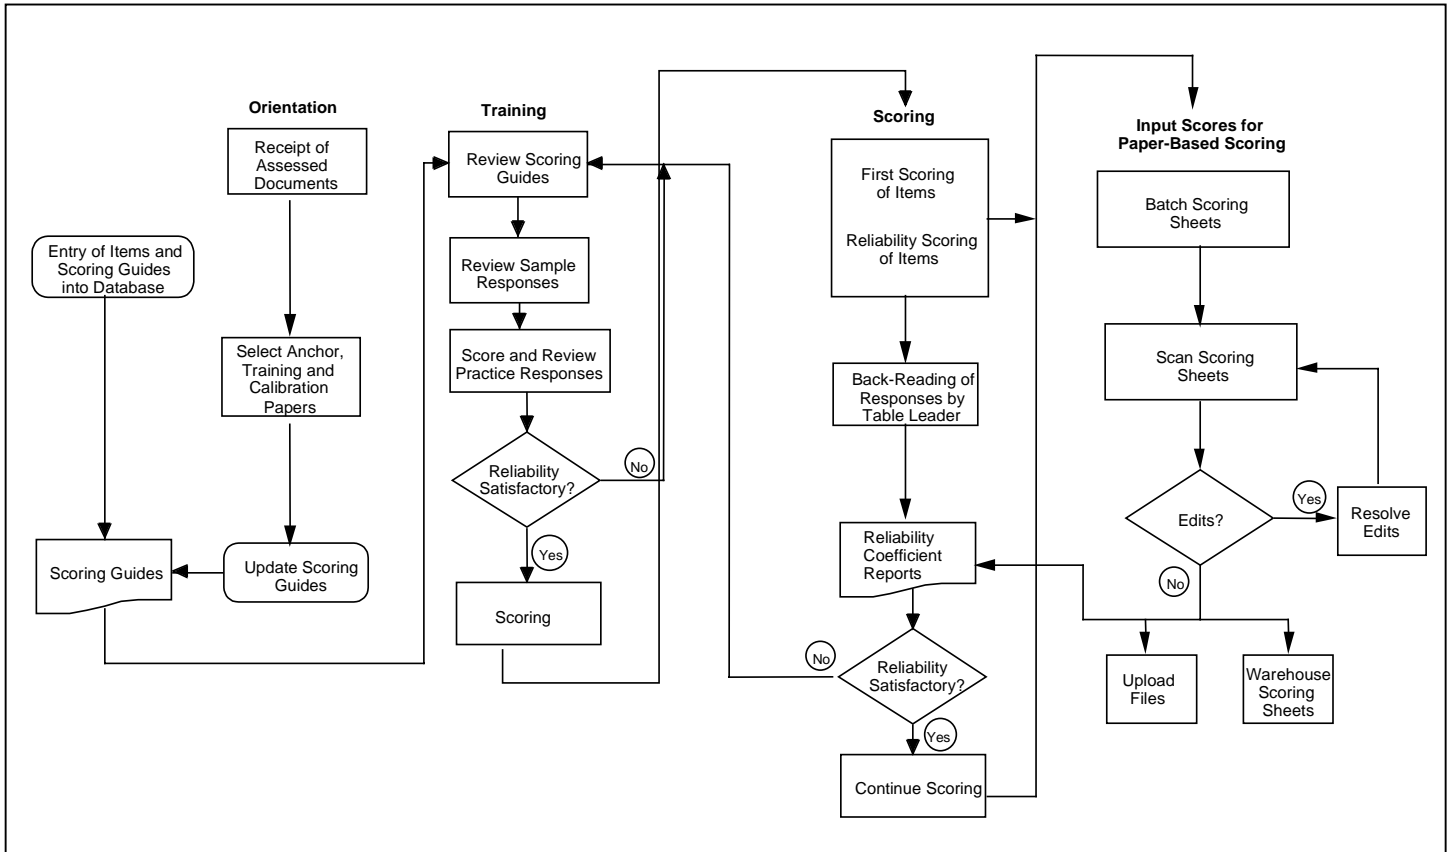 Orientation
Receipt of
Assessed
Documents
Entry of Items and
Scoring Guides
into Database
Select Anchor,
Training and
Calibration
Papers
Scoring Guides
Update Scoring
Guides
Training
Review Scoring
Guides
Review Sample
Responses
Score and Review
Practice Responses
Reliability
Satisfactory?
No
Yes
Scoring
Scoring
First Scoring
of Items
Reliability Scoring
of Items
Back-Reading of
Responses by
Table Leader
Reliability
Coefficient
Reports
No
Reliability
Satisfactory?
Yes
Continue Scoring
Input Scores for
Paper-Based Scoring
Batch Scoring
Sheets
Scan Scoring
Sheets
Edits?
Yes
Resolve
Edits
No
Upload
Files
Warehouse
Scoring
Sheets